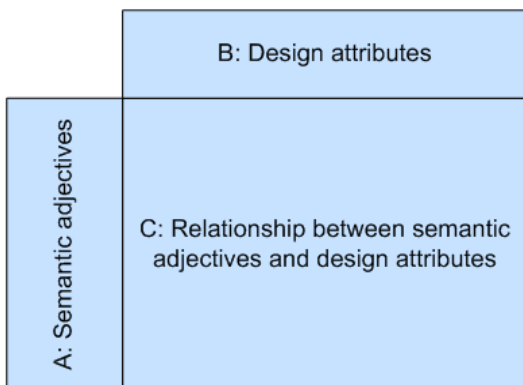 B: Design attributes
A: Semantic adjectives
C: Relationship between semantic
adjectives and design attributes